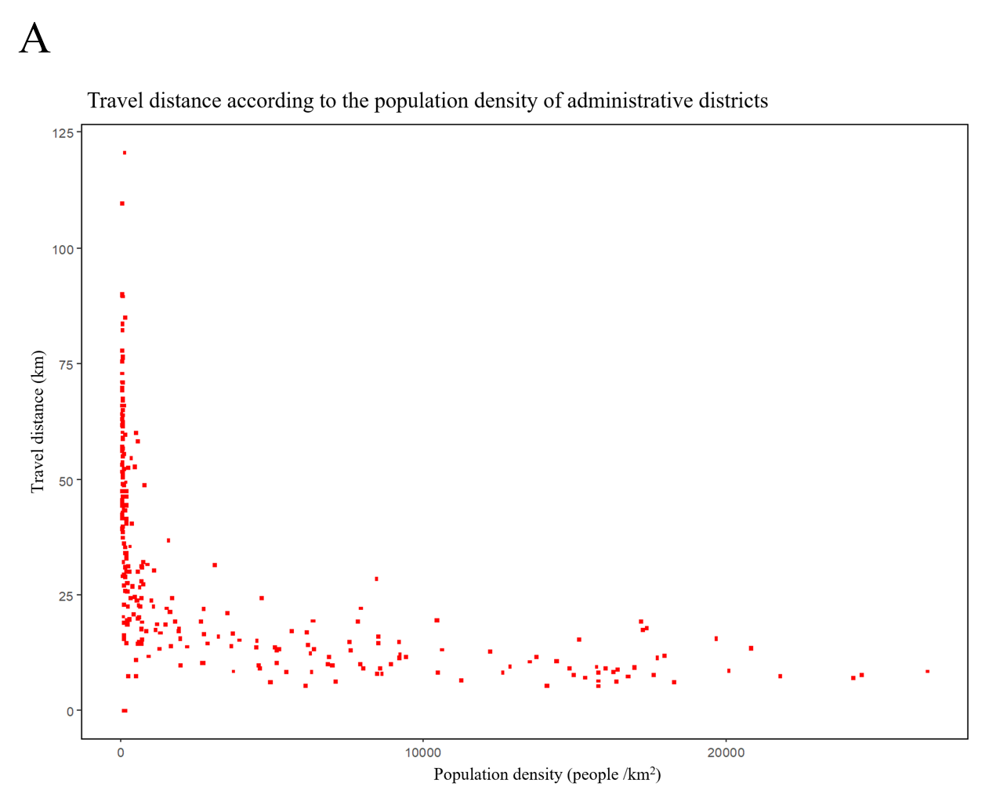 A
Travel distance according to the population density of administrative districts
125
100
75
50
25
0
Travel distance (km)
0 10000 20000
Population density (people /km²)